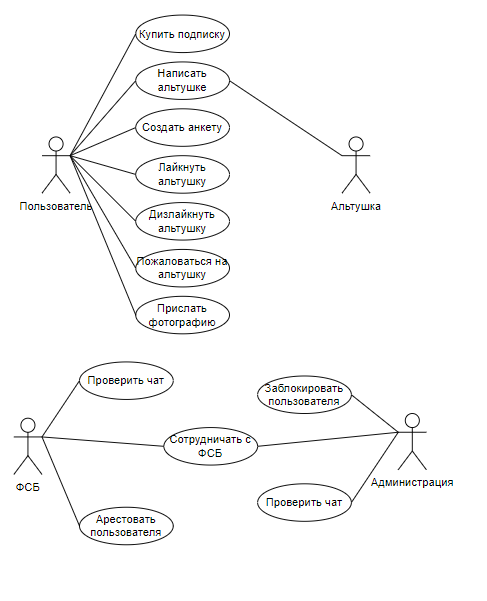 Купить подписку
Написать
альтушке
Создать анкету
Лайкнуть
альтушку
Пользователь
Альтушка
Дизлайкнуть
альтушку
Пожаловаться на
альтушку
Прислать
фотографию
Проверить чат
Заблокировать
пользователя
Сотрудничать с
ФСБ
ФСБ
Администрация
Проверить чат
Арестовать
пользователя